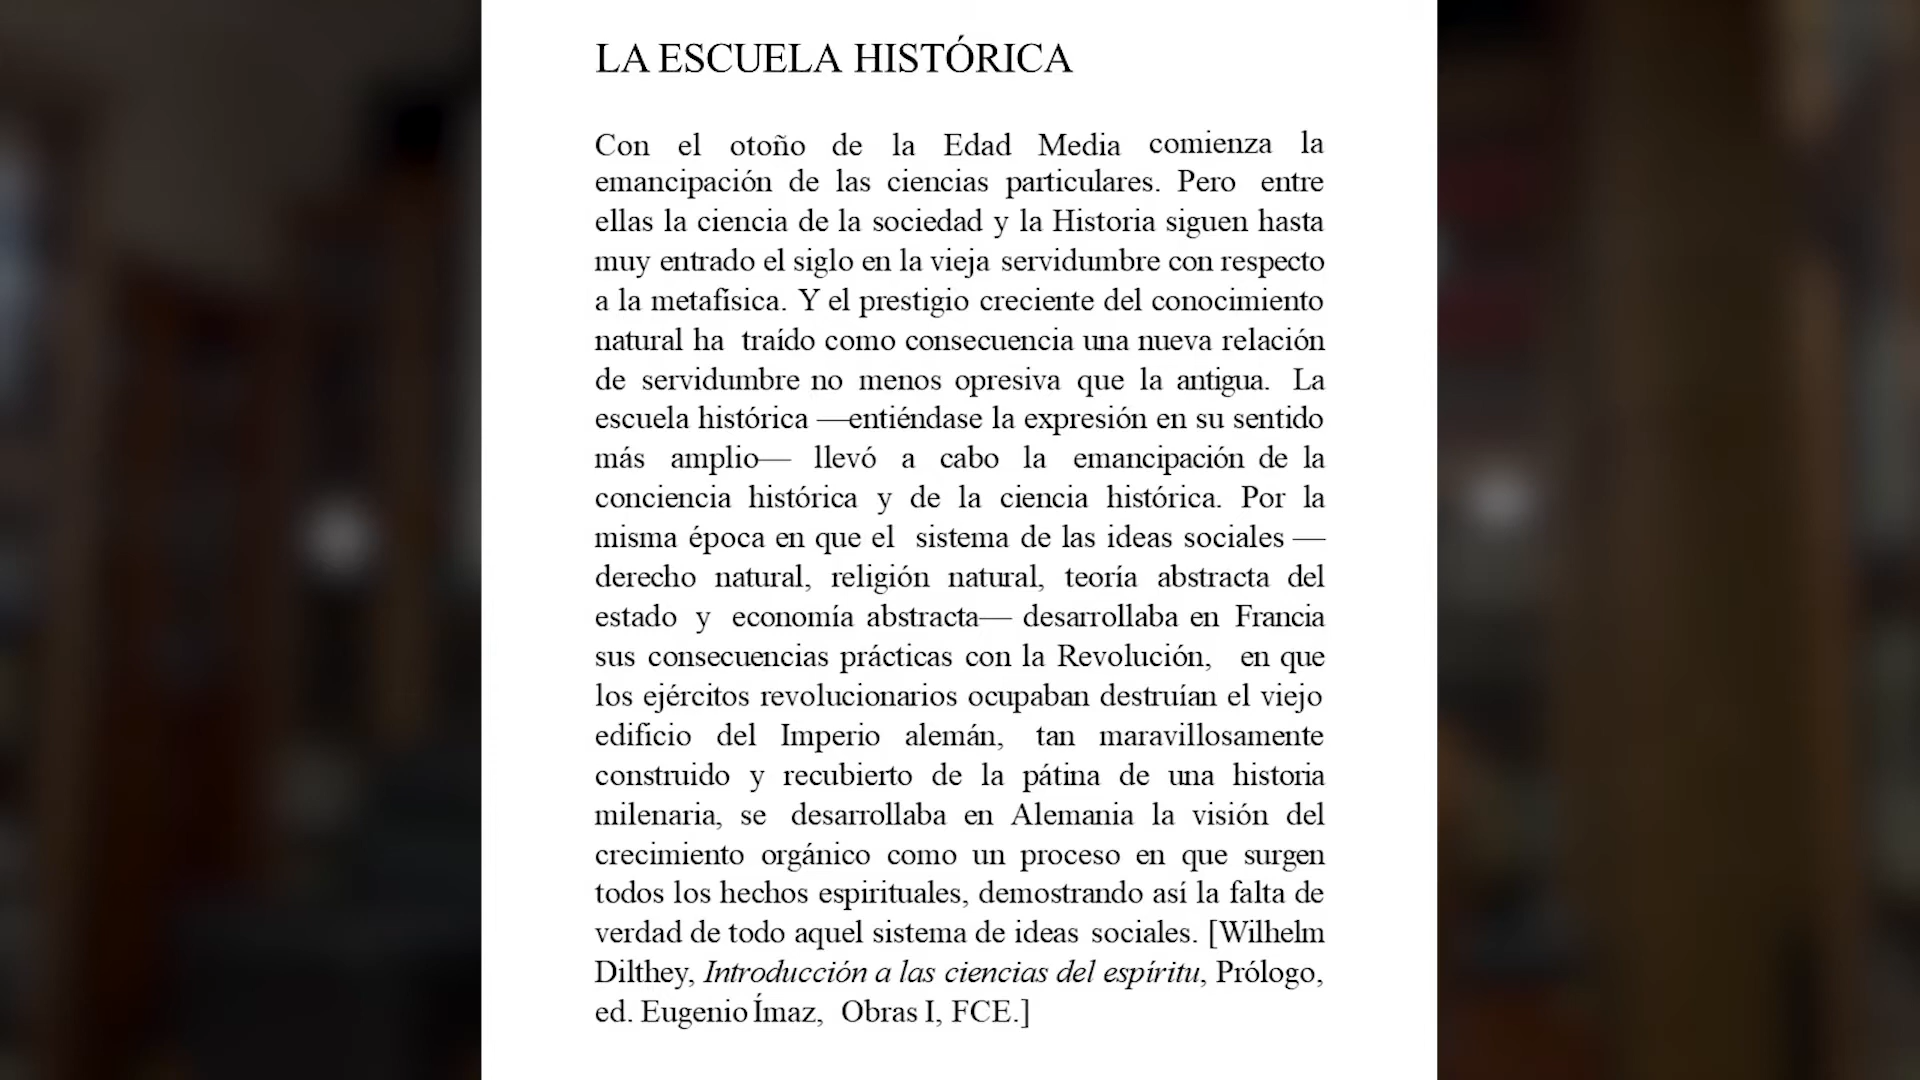 LA ESCUELA HISTÓRICA
Con el otoño de la Edad Media comienza la
emancipación de las ciencias particulares. Pero entre
ellas la ciencia de la sociedad y la Historia siguen hasta
muy entrado el siglo en la vieja servidumbre con respecto
a la metafísica. Y el prestigio creciente del conocimiento
natural ha traído como consecuencia una nueva relación
de servidumbre no menos opresiva que la antigua. La
escuela histórica —entiéndase la expresión en su sentido
más amplio— llevó a cabo la emancipación de la
conciencia histórica y de la ciencia histórica. Por la
misma época en que el sistema de las ideas sociales —
derecho natural, religión natural, teoría abstracta del
estado y economía abstracta— desarrollaba en Francia
sus consecuencias prácticas con la Revolución, en que
los ejércitos revolucionarios ocupaban destruían el viejo
edificio del Imperio alemán, tan maravillosamente
construido y recubierto de la pátina de una historia
milenaria, se desarrollaba en Alemania la visión del
crecimiento orgánico como un proceso en que surgen
todos los hechos espirituales, demostrando así la falta de
verdad de todo aquel sistema de ideas sociales. [Wilhelm
Dilthey, Introducción a las ciencias del espíritu, Prólogo,
ed. Eugenio Ímaz, Obras I, FCE.]